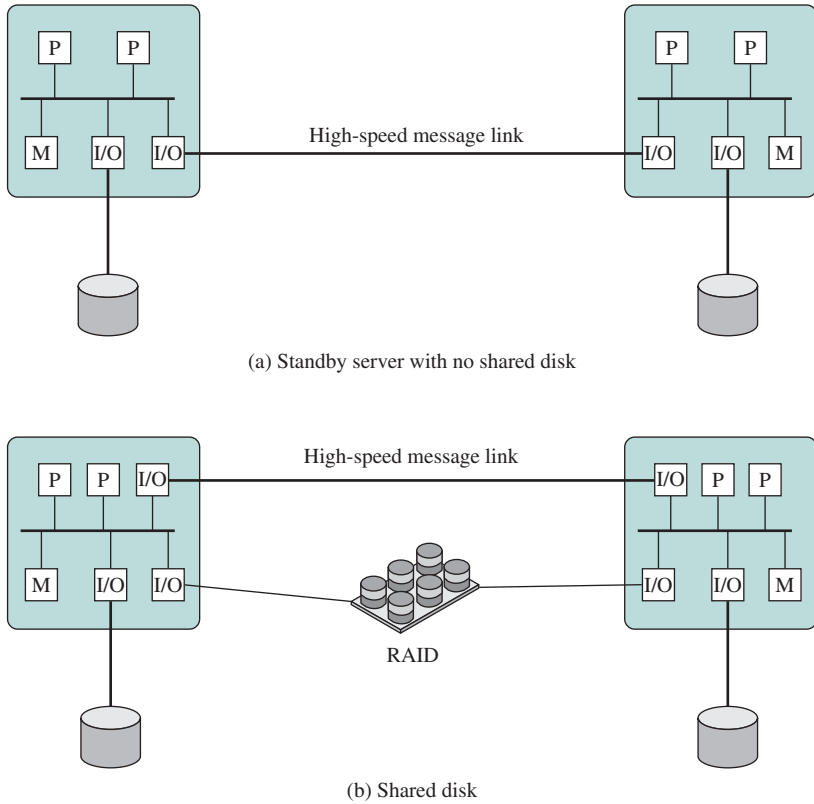 P P P P
High-speed message link
M I/O I/O I/O I/O M
(a) Standby server with no shared disk
High-speed message link
P P I/O I/O P P
M I/O I/O I/O I/O M
RAID
(b) Shared disk